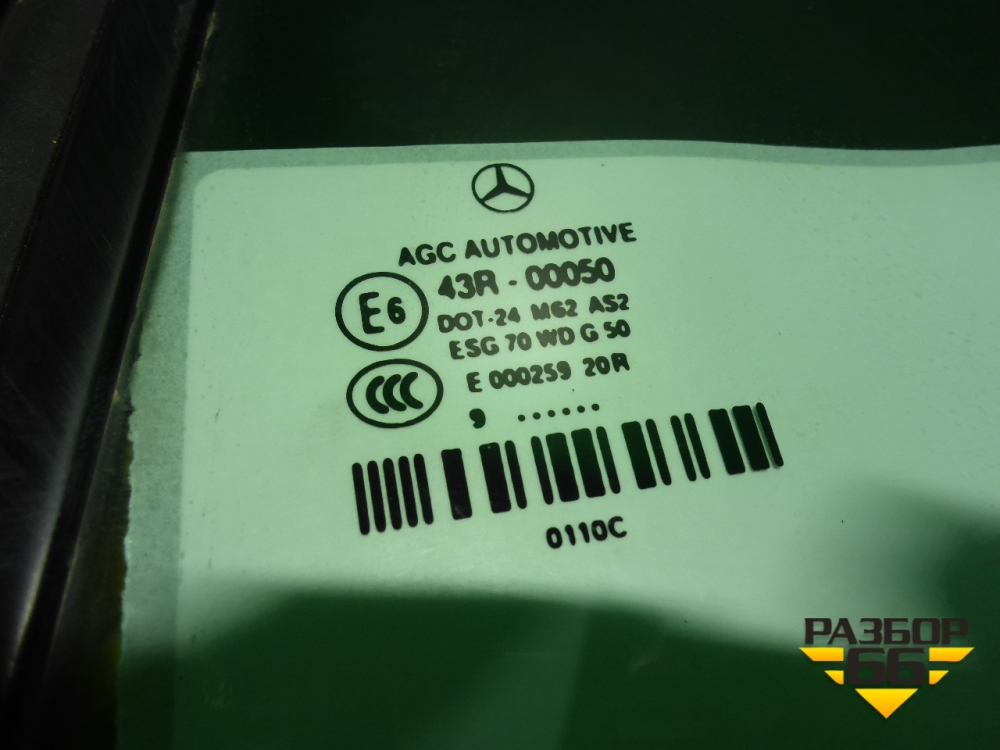 AGC AUTOMOTIVE
43R - 00050
E6
DOT-24 M62 AS2
ESG 70 WD G 50
CCC
E 000259 20R
9 ......
0110C
РАЗБОР
66